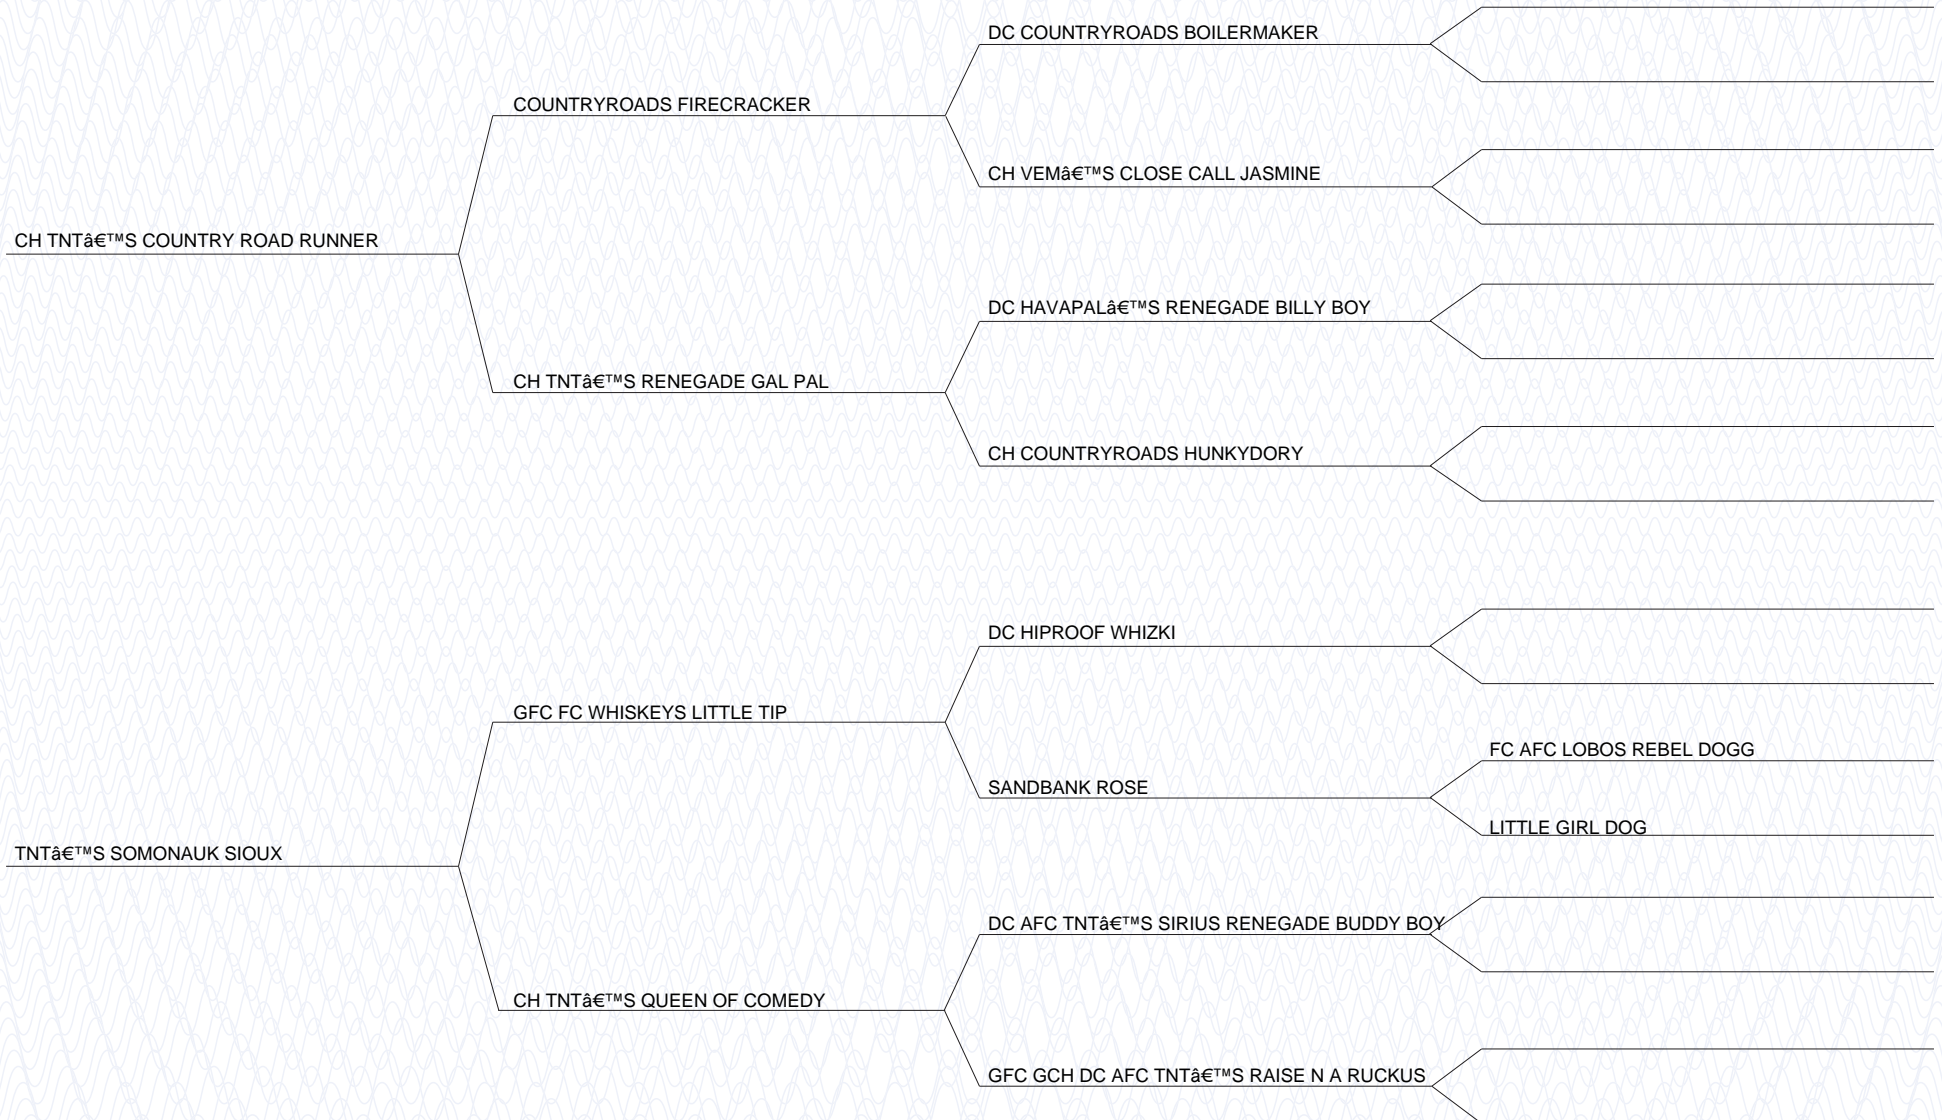 DC COUNTRYROADS BOILERMAKER
COUNTRYROADS FIRECRACKER
CH VEMâ€™S CLOSE CALL JASMINE
CH TNTâ€™S COUNTRY ROAD RUNNER
DC HAVAPALâ€™S RENEGADE BILLY BOY
CH TNTâ€™S RENEGADE GAL PAL
CH COUNTRYROADS HUNKYDORY
DC HIPROOF WHIZKI
GFC FC WHISKEYS LITTLE TIP
FC AFC LOBOS REBEL DOGG
SANDBANK ROSE
LITTLE GIRL DOG
TNTâ€™S SOMONAUK SIOUX
DC AFC TNTâ€™S SIRIUS RENEGADE BUDDY BOY
CH TNTâ€™S QUEEN OF COMEDY
GFC GCH DC AFC TNTâ€™S RAISE N A RUCKUS